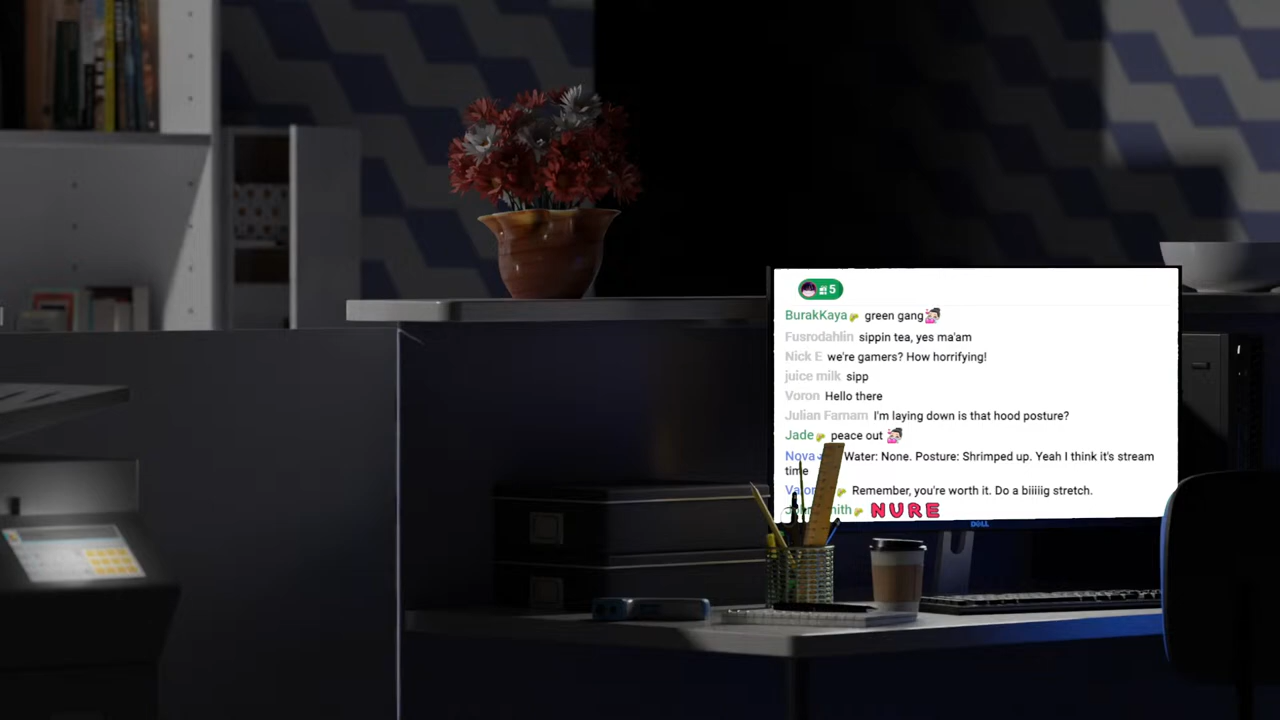 5
BurakKaya green gang
Fusrodahlin sippin tea, yes ma'am
Nick E we're gamers? How horrifying!
juice milk sipp
Voron Hello there
Julian Farnam I'm laying down is that hood posture?
Jade peace out
Nova Water: None. Posture: Shrimped up. Yeah I think it's stream
time
Remember, you're worth it. Do a biiiiig stretch.
NURE
DELL